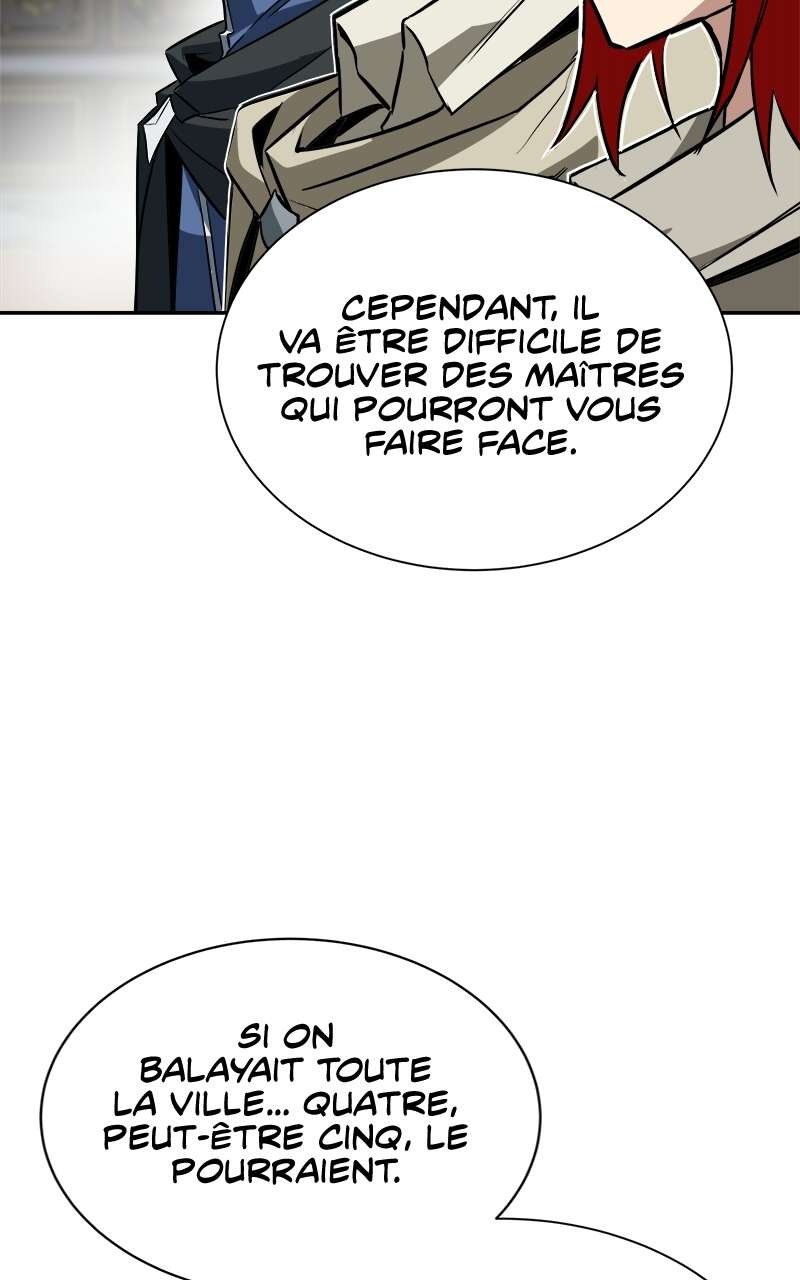 CEPENDANT, IL
VA ÊTRE DIFFICILE DE
TROUVER DES MAÎTRES
QUI POURRONT VOUS
FAIRE FACE.
SI ON
BALAYAIT TOUTE
LA VILLE... QUATRE,
PEUT-ÊTRE CINQ, LE
POURRAIENT.